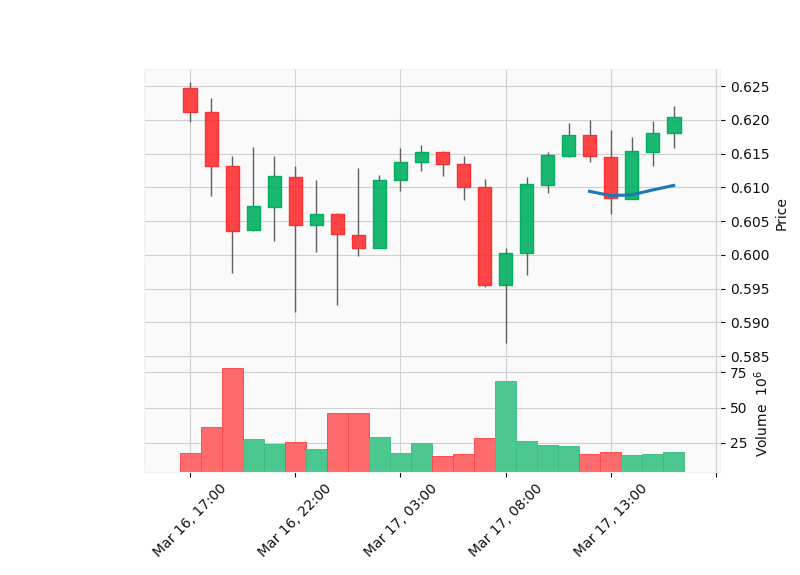 0.625
0.620
0.615
0.610
0.605
0.600
0.595
0.590
0.585
Price
75
50
25
Volume 10^6
Mar 16, 17:00
Mar 16, 22:00
Mar 17, 03:00
Mar 17, 08:00
Mar 17, 13:00